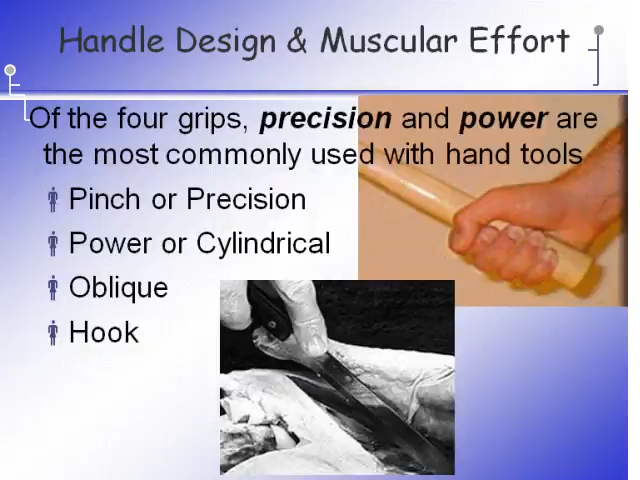 Handle Design & Muscular Effort
Of the four grips, precision and power are
the most commonly used with hand tools
Pinch or Precision
Power or Cylindrical
Oblique
Hook